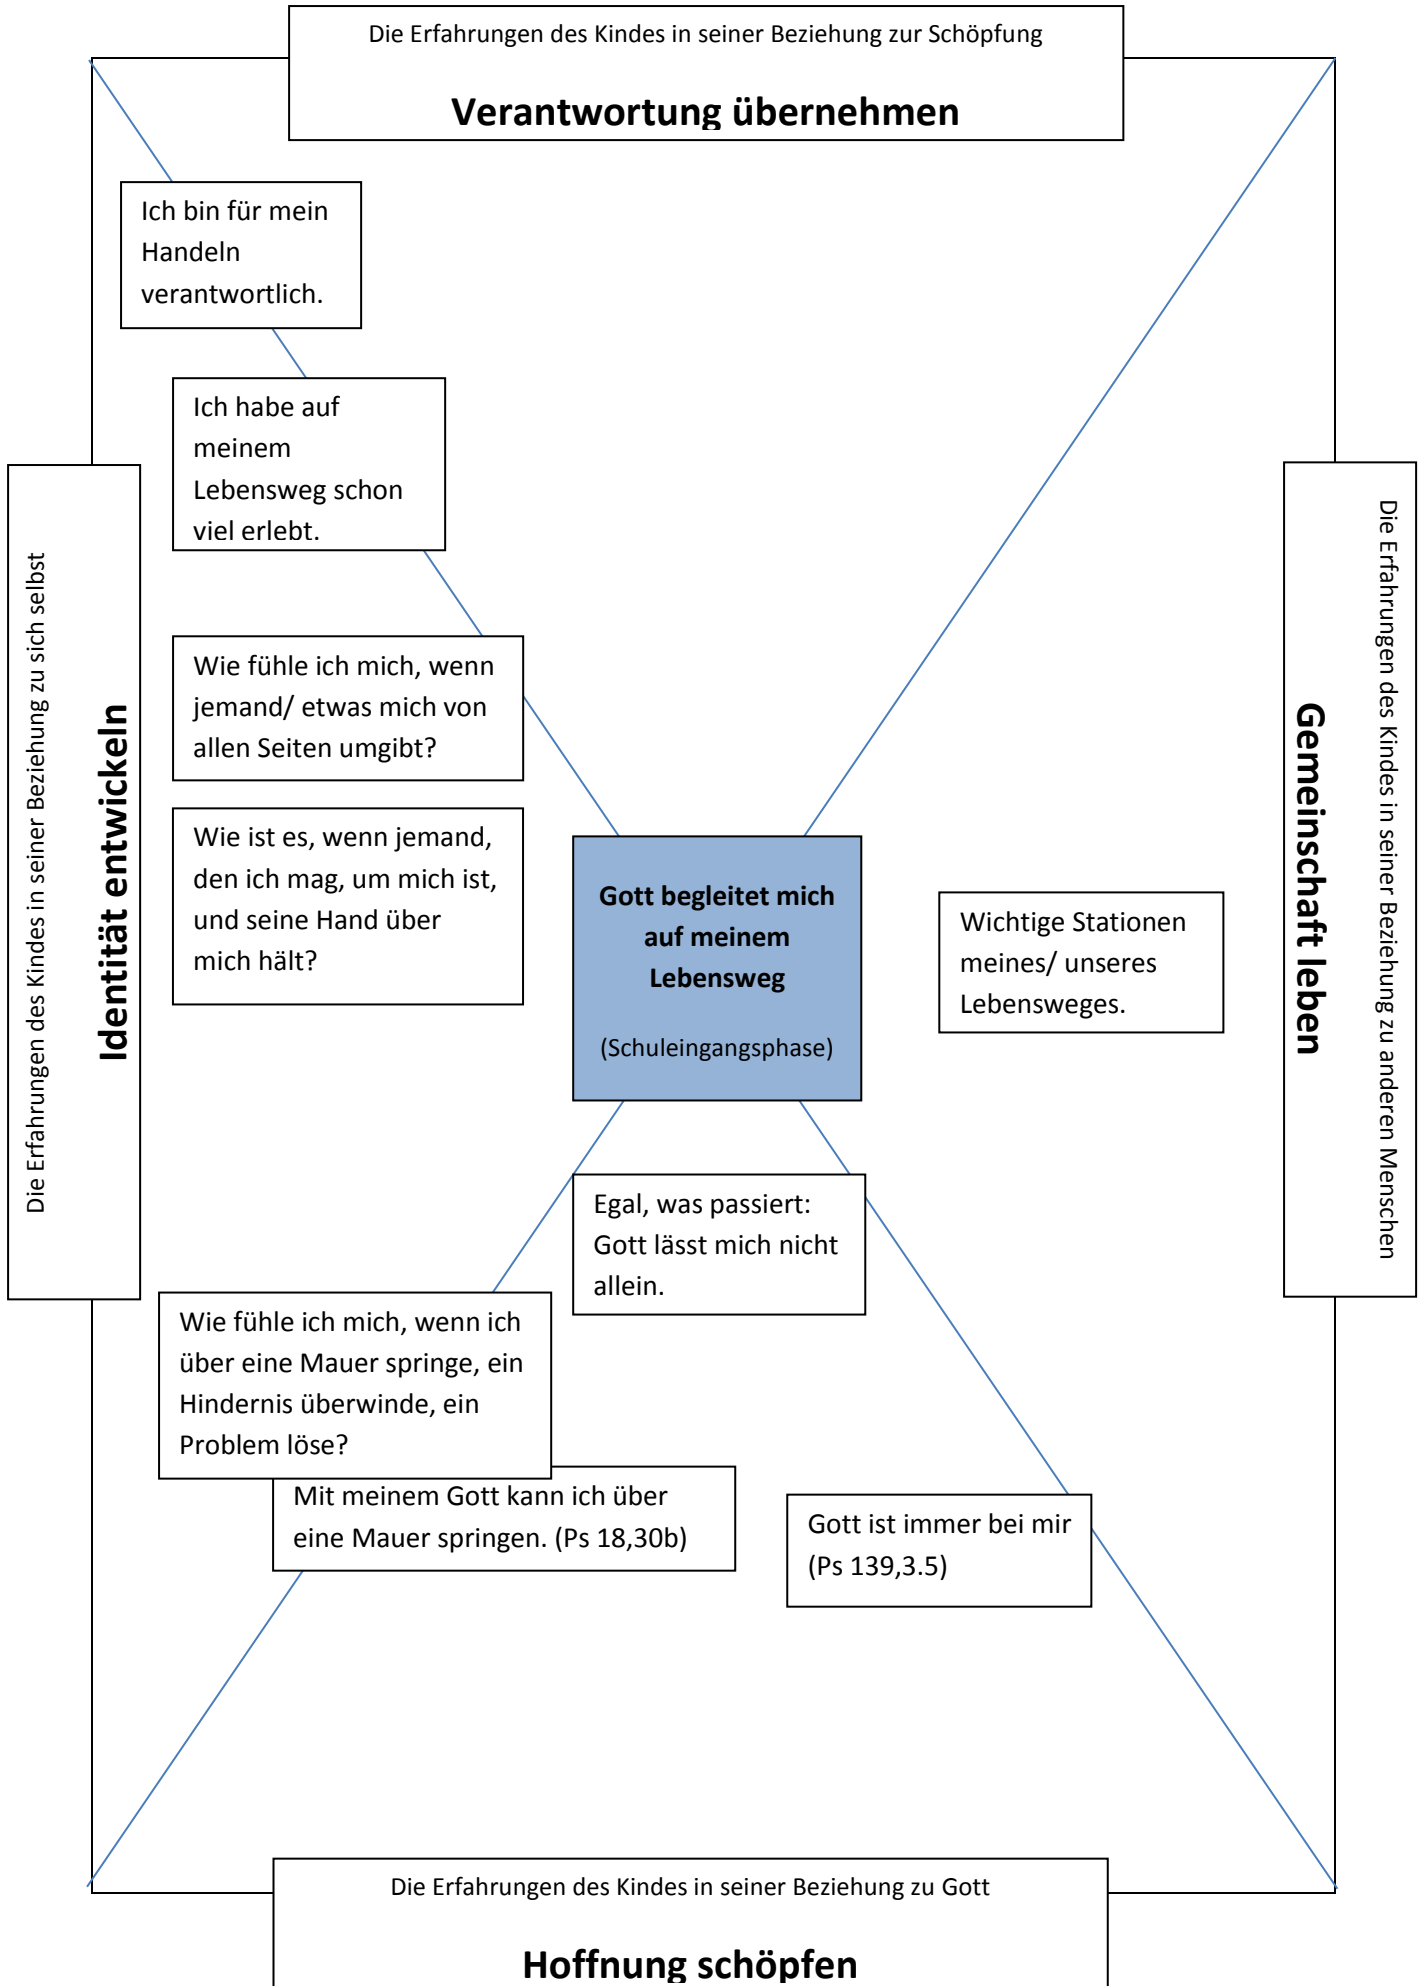 Die Erfahrungen des Kindes in seiner Beziehung zur Schöpfung
Verantwortung übernehmen
Ich bin für mein
Handeln
verantwortlich.
Ich habe auf
meinem
Lebensweg schon
viel erlebt.
Die Erfahrungen des Kindes in seiner Beziehung zu sich selbst
Identität entwickeln
Wie fühle ich mich, wenn
jemand/ etwas mich von
allen Seiten umgibt?
Wie ist es, wenn jemand,
den ich mag, um mich ist,
und seine Hand über
mich hält?
Gott begleitet mich
auf meinem
Lebensweg
(Schuleingangsphase)
Wichtige Stationen
meines/ unseres
Lebensweges.
Gemeinschaft leben
Die Erfahrungen des Kindes in seiner Beziehung zu anderen Menschen
Egal, was passiert:
Gott lässt mich nicht
allein.
Wie fühle ich mich, wenn ich
über eine Mauer springe, ein
Hindernis überwinde, ein
Problem löse?
Mit meinem Gott kann ich über
eine Mauer springen. (Ps 18,30b)
Gott ist immer bei mir
(Ps 139,3.5)
Die Erfahrungen des Kindes in seiner Beziehung zu Gott
Hoffnung schöpfen